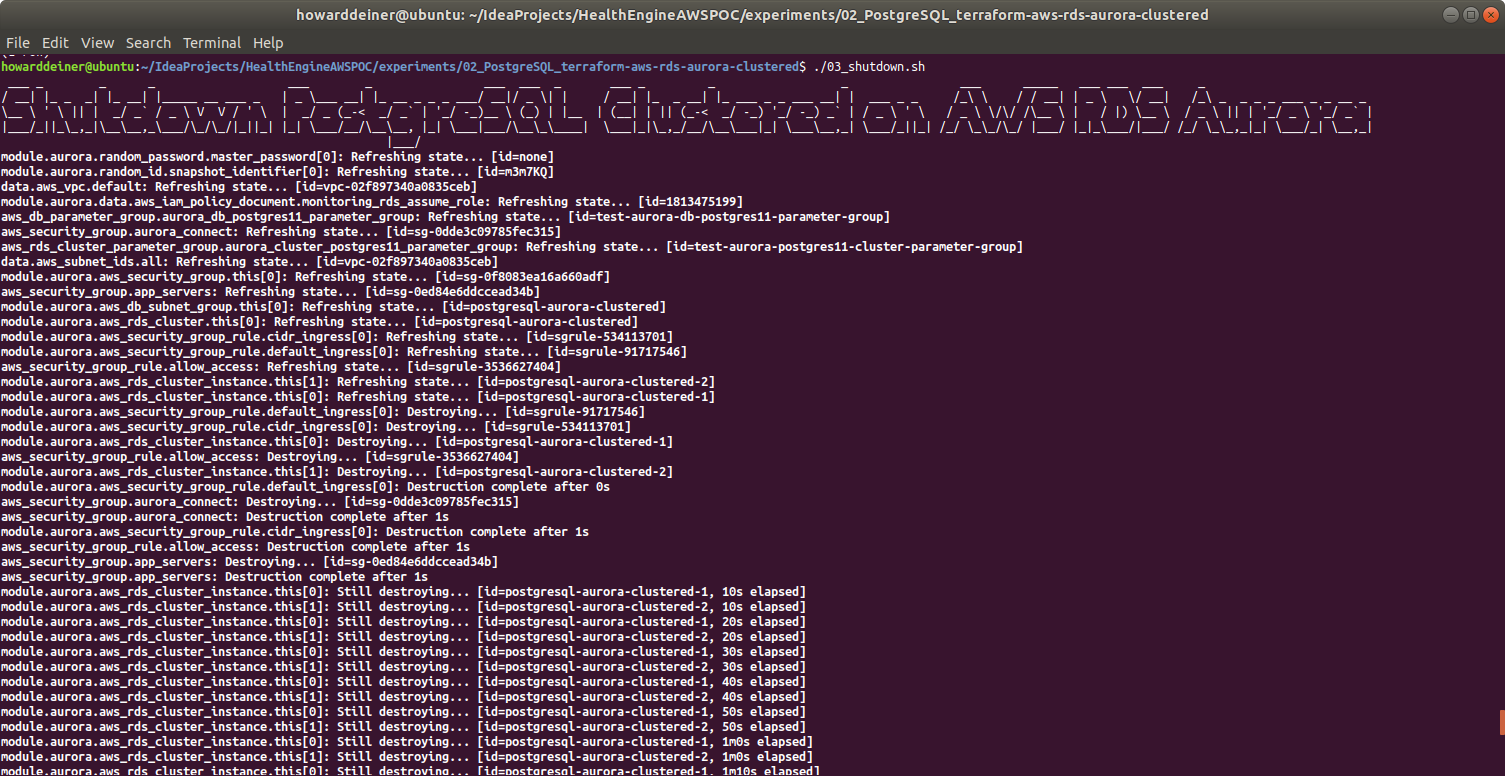 howarddeiner@ubuntu: ~/IdeaProjects/HealthEngineAWSPOC/experiments/02_PostgreSQL_terraform-aws-rds-aurora-clustered
File Edit View Search Terminal Help
howarddeiner@ubuntu:~/IdeaProjects/HealthEngineAWSPOC/experiments/02_PostgreSQL_terraform-aws-rds-aurora-clustered$ ./03_shutdown.sh
Shutdown PostgreSQL Clustered on AWS RDS Aurora
module.aurora.random_password.master_password[0]: Refreshing state... [id=none]
module.aurora.random_id.snapshot_identifier[0]: Refreshing state... [id=m3m7KQ]
data.aws_vpc.default: Refreshing state... [id=vpc-02f897340a0835ceb]
module.aurora.data.aws_iam_policy_document.monitoring_rds_assume_role: Refreshing state... [id=1813475199]
aws_db_parameter_group.aurora_db_postgres11_parameter_group: Refreshing state... [id=test-aurora-db-postgres11-parameter-group]
aws_security_group.aurora_connect: Refreshing state... [id=sg-0dde3c09785fec315]
aws_rds_cluster_parameter_group.aurora_cluster_postgres11_parameter_group: Refreshing state... [id=test-aurora-postgres11-cluster-parameter-group]
data.aws_subnet_ids.all: Refreshing state... [id=vpc-02f897340a0835ceb]
module.aurora.aws_security_group.this[0]: Refreshing state... [id=sg-0f8083ea16a660adf]
aws_security_group.app_servers: Refreshing state... [id=sg-0ed84e6ddccead34b]
module.aurora.aws_db_subnet_group.this[0]: Refreshing state... [id=postgresql-aurora-clustered]
module.aurora.aws_rds_cluster.this[0]: Refreshing state... [id=postgresql-aurora-clustered]
module.aurora.aws_security_group_rule.cidr_ingress[0]: Refreshing state... [id=sgrule-534113701]
module.aurora.aws_security_group_rule.default_ingress[0]: Refreshing state... [id=sgrule-91717546]
aws_security_group_rule.allow_access: Refreshing state... [id=sgrule-3536627404]
module.aurora.aws_rds_cluster_instance.this[1]: Refreshing state... [id=postgresql-aurora-clustered-2]
module.aurora.aws_rds_cluster_instance.this[0]: Refreshing state... [id=postgresql-aurora-clustered-1]
module.aurora.aws_security_group_rule.default_ingress[0]: Destroying... [id=sgrule-91717546]
module.aurora.aws_security_group_rule.cidr_ingress[0]: Destroying... [id=sgrule-534113701]
module.aurora.aws_rds_cluster_instance.this[0]: Destroying... [id=postgresql-aurora-clustered-1]
aws_security_group_rule.allow_access: Destroying... [id=sgrule-3536627404]
module.aurora.aws_rds_cluster_instance.this[1]: Destroying... [id=postgresql-aurora-clustered-2]
module.aurora.aws_security_group_rule.default_ingress[0]: Destruction complete after 0s
aws_security_group.aurora_connect: Destroying... [id=sg-0dde3c09785fec315]
aws_security_group.aurora_connect: Destruction complete after 1s
module.aurora.aws_security_group_rule.cidr_ingress[0]: Destruction complete after 1s
aws_security_group_rule.allow_access: Destruction complete after 1s
aws_security_group.app_servers: Destroying... [id=sg-0ed84e6ddccead34b]
aws_security_group.app_servers: Destruction complete after 1s
module.aurora.aws_rds_cluster_instance.this[0]: Still destroying... [id=postgresql-aurora-clustered-1, 10s elapsed]
module.aurora.aws_rds_cluster_instance.this[1]: Still destroying... [id=postgresql-aurora-clustered-2, 10s elapsed]
module.aurora.aws_rds_cluster_instance.this[0]: Still destroying... [id=postgresql-aurora-clustered-1, 20s elapsed]
module.aurora.aws_rds_cluster_instance.this[1]: Still destroying... [id=postgresql-aurora-clustered-2, 20s elapsed]
module.aurora.aws_rds_cluster_instance.this[0]: Still destroying... [id=postgresql-aurora-clustered-1, 30s elapsed]
module.aurora.aws_rds_cluster_instance.this[1]: Still destroying... [id=postgresql-aurora-clustered-2, 30s elapsed]
module.aurora.aws_rds_cluster_instance.this[0]: Still destroying... [id=postgresql-aurora-clustered-1, 40s elapsed]
module.aurora.aws_rds_cluster_instance.this[1]: Still destroying... [id=postgresql-aurora-clustered-2, 40s elapsed]
module.aurora.aws_rds_cluster_instance.this[0]: Still destroying... [id=postgresql-aurora-clustered-1, 50s elapsed]
module.aurora.aws_rds_cluster_instance.this[1]: Still destroying... [id=postgresql-aurora-clustered-2, 50s elapsed]
module.aurora.aws_rds_cluster_instance.this[0]: Still destroying... [id=postgresql-aurora-clustered-1, 1m0s elapsed]
module.aurora.aws_rds_cluster_instance.this[1]: Still destroying... [id=postgresql-aurora-clustered-2, 1m0s elapsed]
module.aurora.aws_rds_cluster_instance.this[0]: Still destroying... [id=postgresql-aurora-clustered-1, 1m10s elapsed]